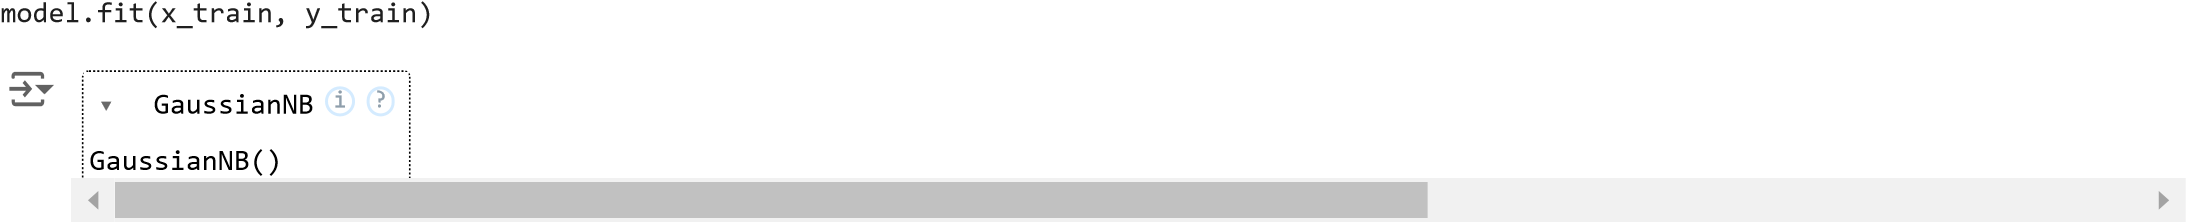 model.fit(x_train, y_train)
GaussianNB i ?
GaussianNB()